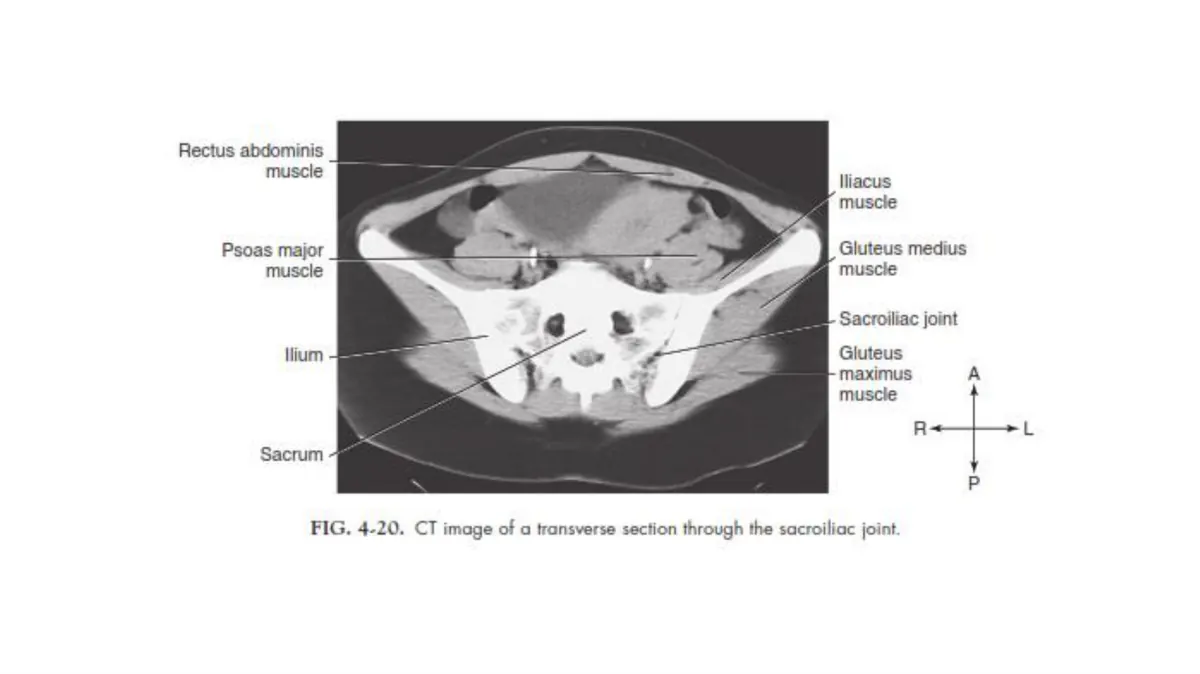 Rectus abdominis
muscle
Psoas major
muscle
Ilium
Sacrum
Iliacus
muscle
Gluteus medius
muscle
Sacroiliac joint
Gluteus
maximus
muscle
A
R L
P
FIG. 4-20. CT image of a transverse section through the sacroiliac joint.